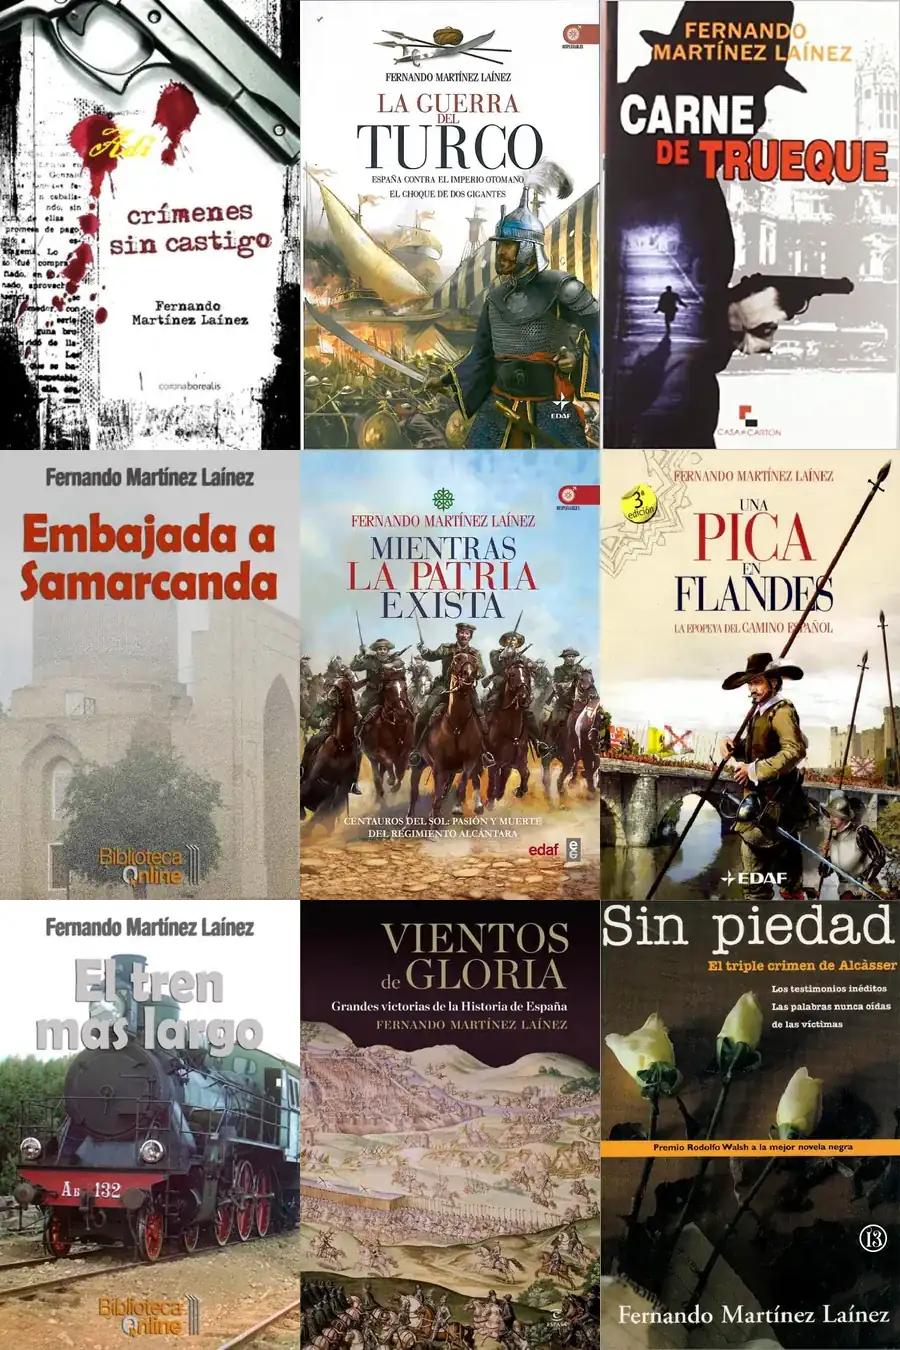 Adi
crímenes
sin castigo
Fernando
Martínez Laínez
coronaborealis
FERNANDO MARTÍNEZ LAÍNEZ
LA GUERRA
DEL
TURCO
ESPAÑA CONTRA EL IMPERIO OTOMANO
EL CHOQUE DE DOS GIGANTES
EDAF
FERNANDO
MARTÍNEZ LAÍNEZ
CARNE
DE TRUEQUE
CASA DE CARTÓN
Fernando Martínez Laínez
Embajada a
Samarcanda
Biblioteca
Online
FERNANDO MARTÍNEZ LAÍNEZ
MIENTRAS
LA PATRIA
EXISTA
CENTAUROS DEL SOL: PASIÓN Y MUERTE
DEL REGIMIENTO ALCÁNTARA
edaf
FERNANDO MARTÍNEZ LAÍNEZ
3ª
edición
UNA
PICA
EN
FLANDES
LA EPOPEYA DEL CAMINO ESPAÑOL
EDAF
Fernando Martínez Laínez
El tren
más largo
AB 132
Biblioteca
Online
VIENTOS
de GLORIA
Grandes victorias de la Historia de España
FERNANDO MARTÍNEZ LAÍNEZ
ESPASA
Sin piedad
El triple crimen de Alcàsser
Los testimonios inéditos
Las palabras nunca oídas
de las víctimas
Premio Rodolfo Walsh a la mejor novela negra
13
Fernando Martínez Laínez